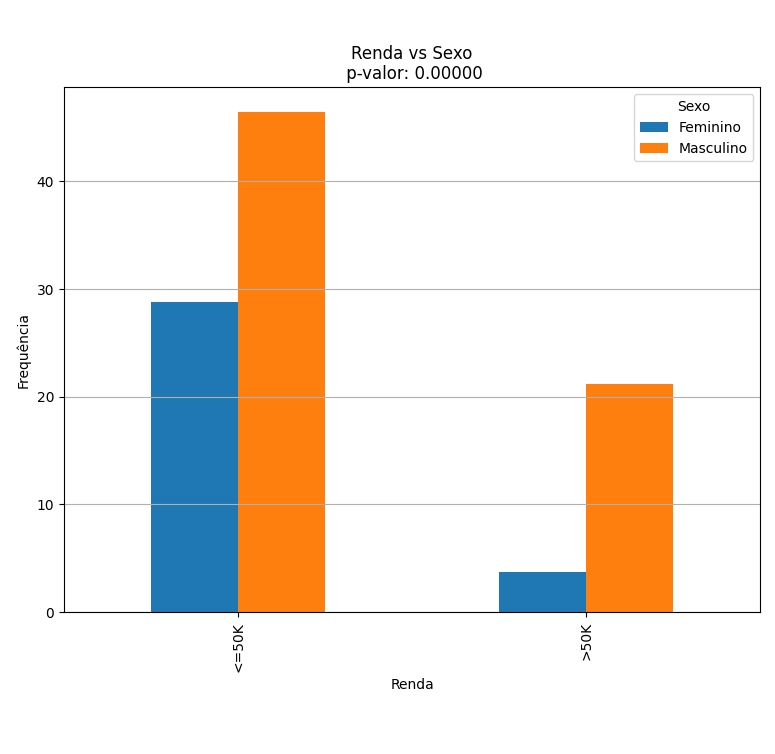 Renda vs Sexo
p-valor: 0.00000
Sexo
Feminino
Masculino
40
30
20
10
0
Frequência
<=50K
>50K
Renda